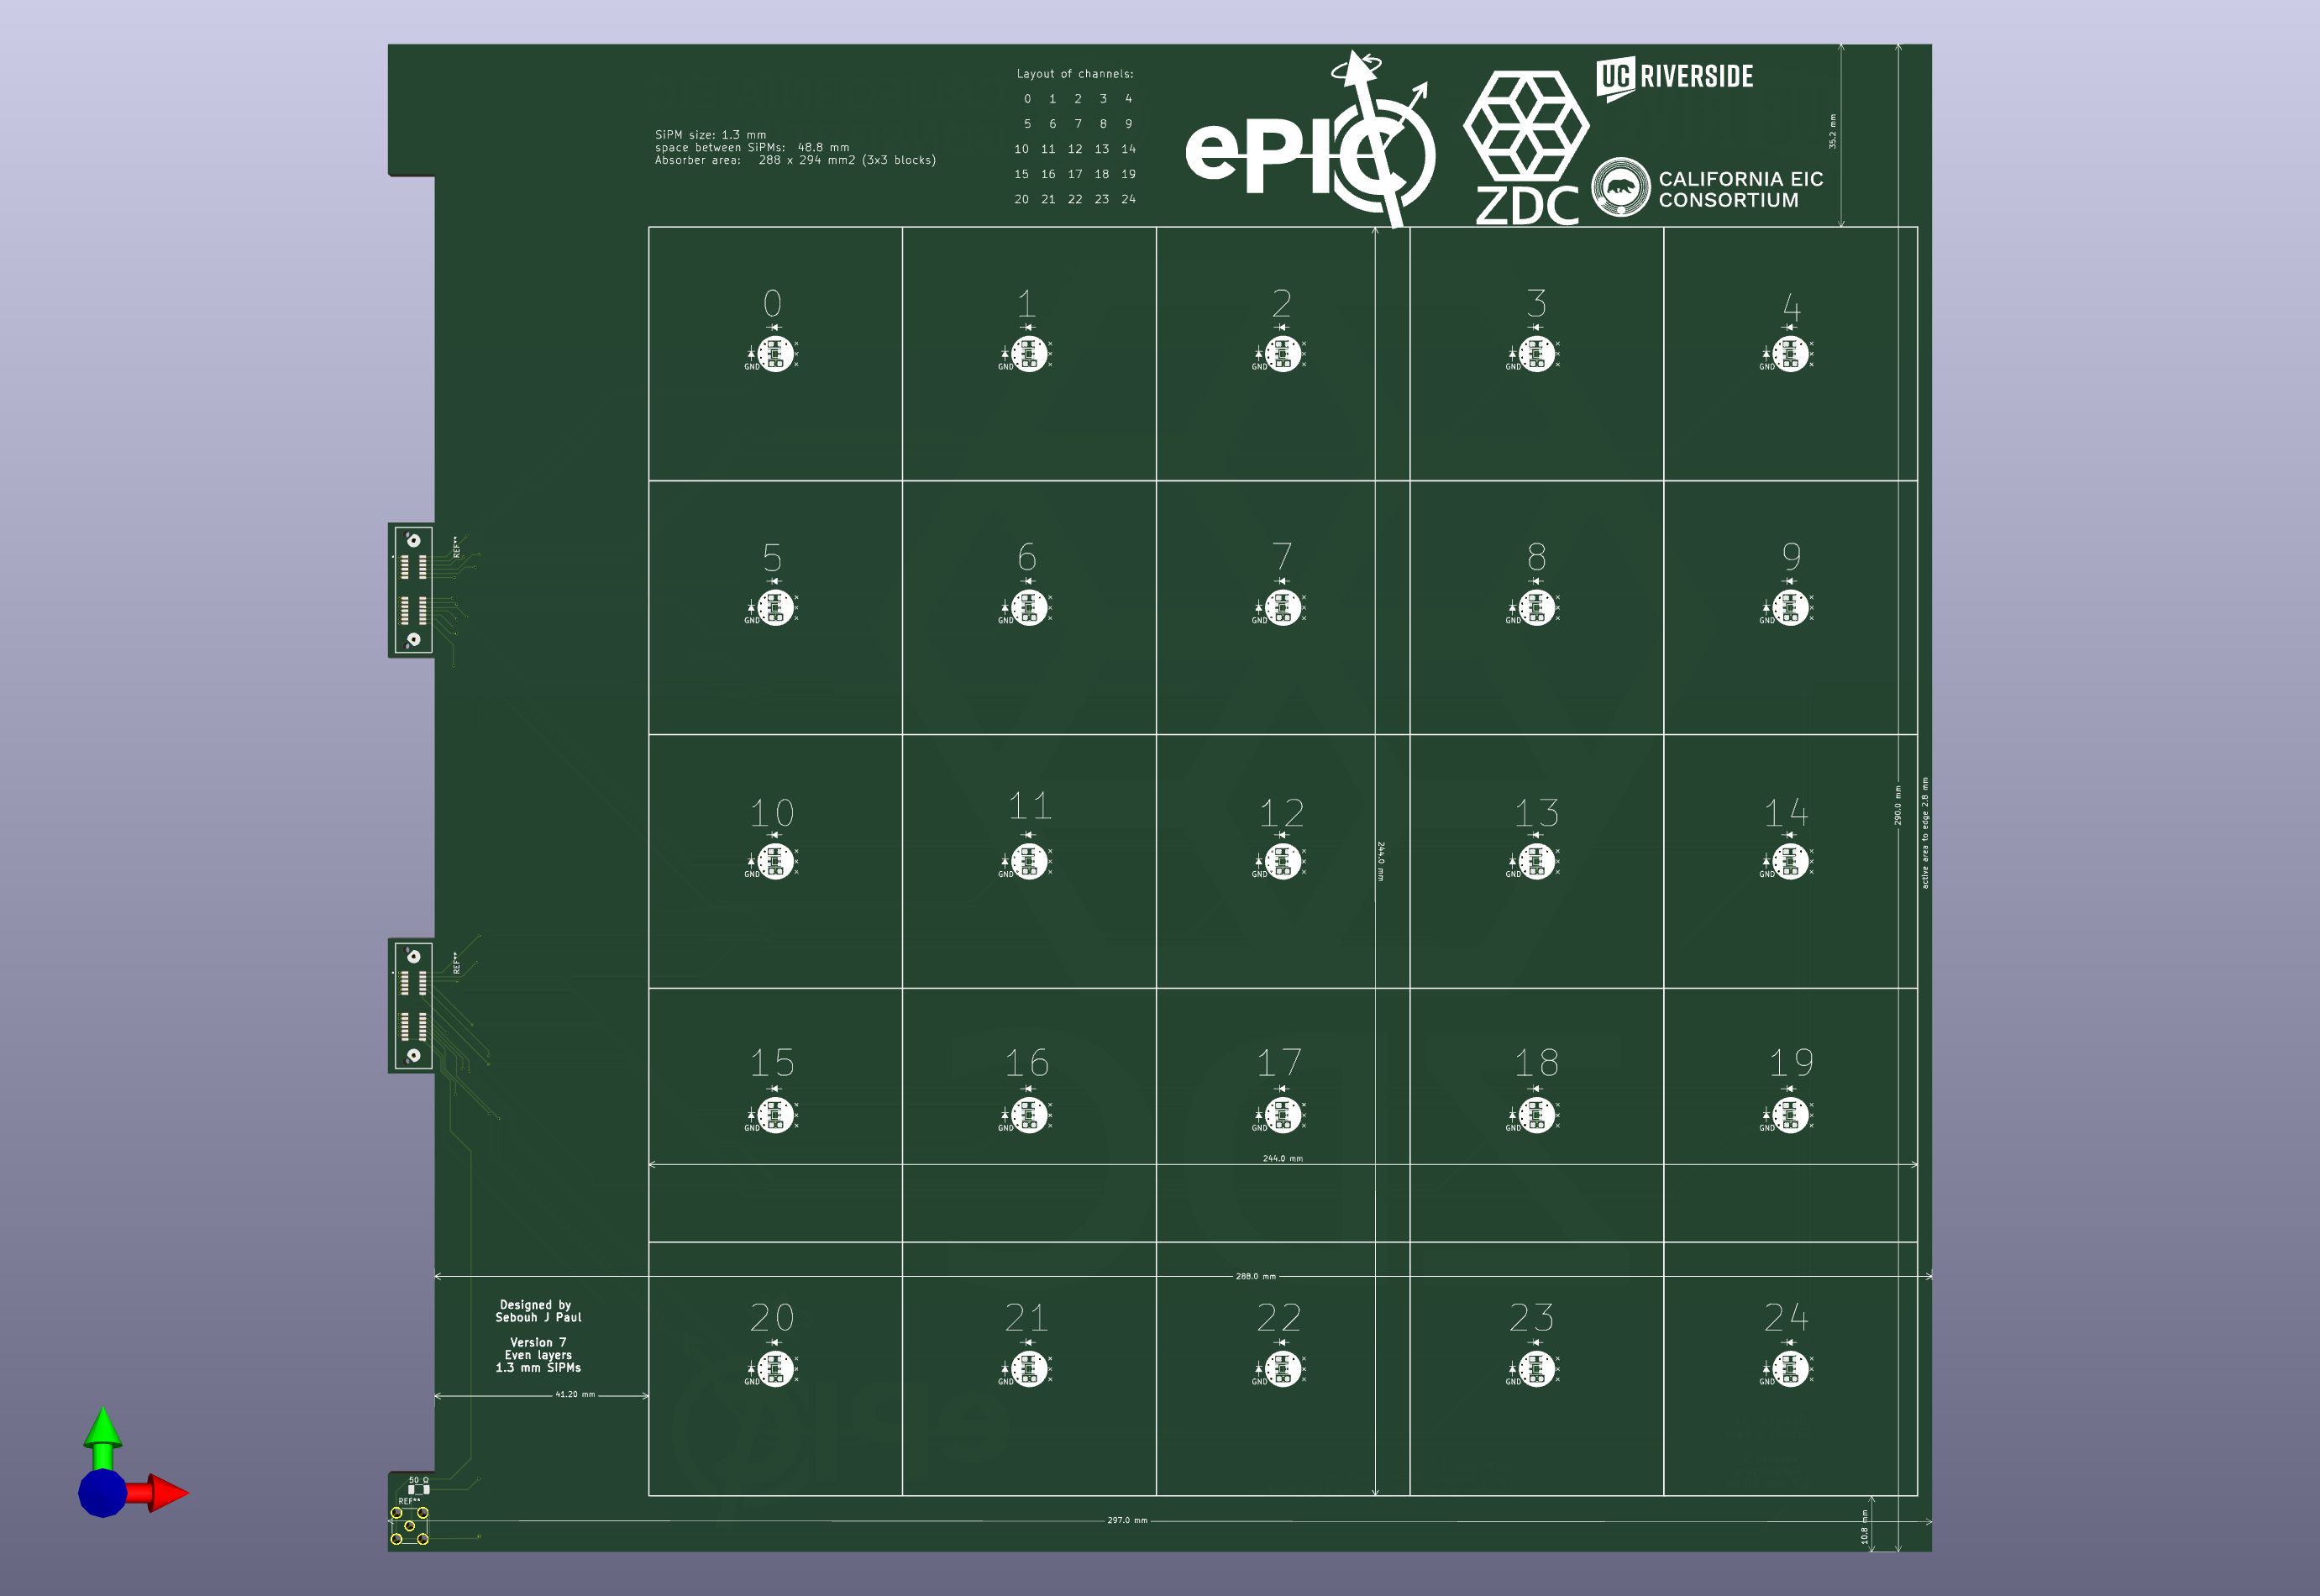 Layout of channels:
0 1 2 3 4
5 6 7 8 9
10 11 12 13 14
15 16 17 18 19
20 21 22 23 24
SiPM size: 1.3 mm
space between SiPMs: 48.8 mm
Absorber area: 288 x 294 mm2 (3x3 blocks)
ePIC
ZDC
UC RIVERSIDE
CALIFORNIA EIC
CONSORTIUM
35.2 mm
0 1 2 3 4
GND GND GND GND GND
REF**
5 6 7 8 9
GND GND GND GND GND
10 11 12 13 14
GND GND GND GND GND
244.0 mm
290.0 mm
active area to edge 2.8 mm
REF**
15 16 17 18 19
GND GND GND GND GND
244.0 mm
288.0 mm
Designed by
Sebouh J Paul
Version 7
Even layers
1.3 mm SiPMs
20 21 22 23 24
GND GND GND GND GND
41.20 mm
50 Ω
REF**
297.0 mm
10.8 mm